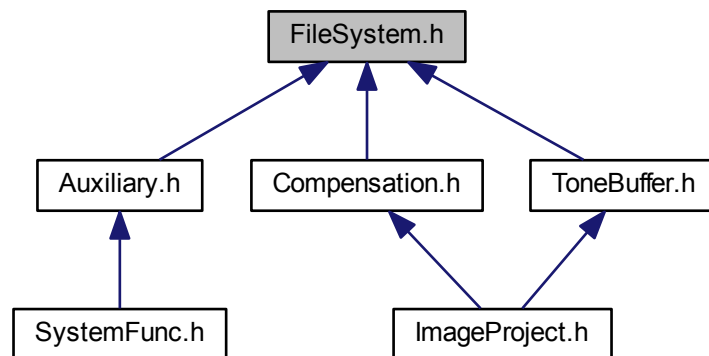 FileSystem.h
Auxiliary.h
Compensation.h
ToneBuffer.h
SystemFunc.h
ImageProject.h